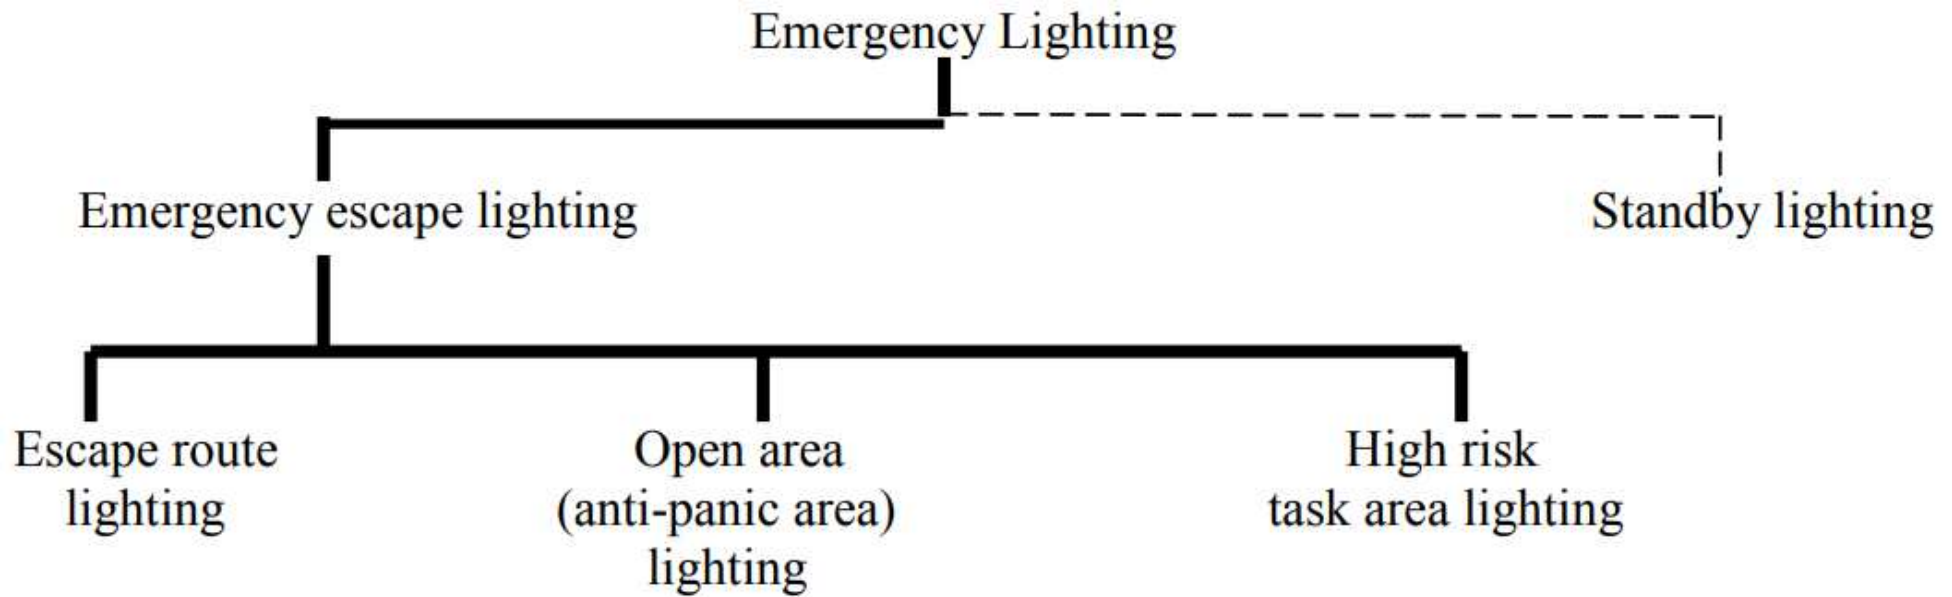 Emergency Lighting
Emergency escape lighting
Standby lighting
Escape route
lighting
Open area
(anti-panic area)
lighting
High risk
task area lighting